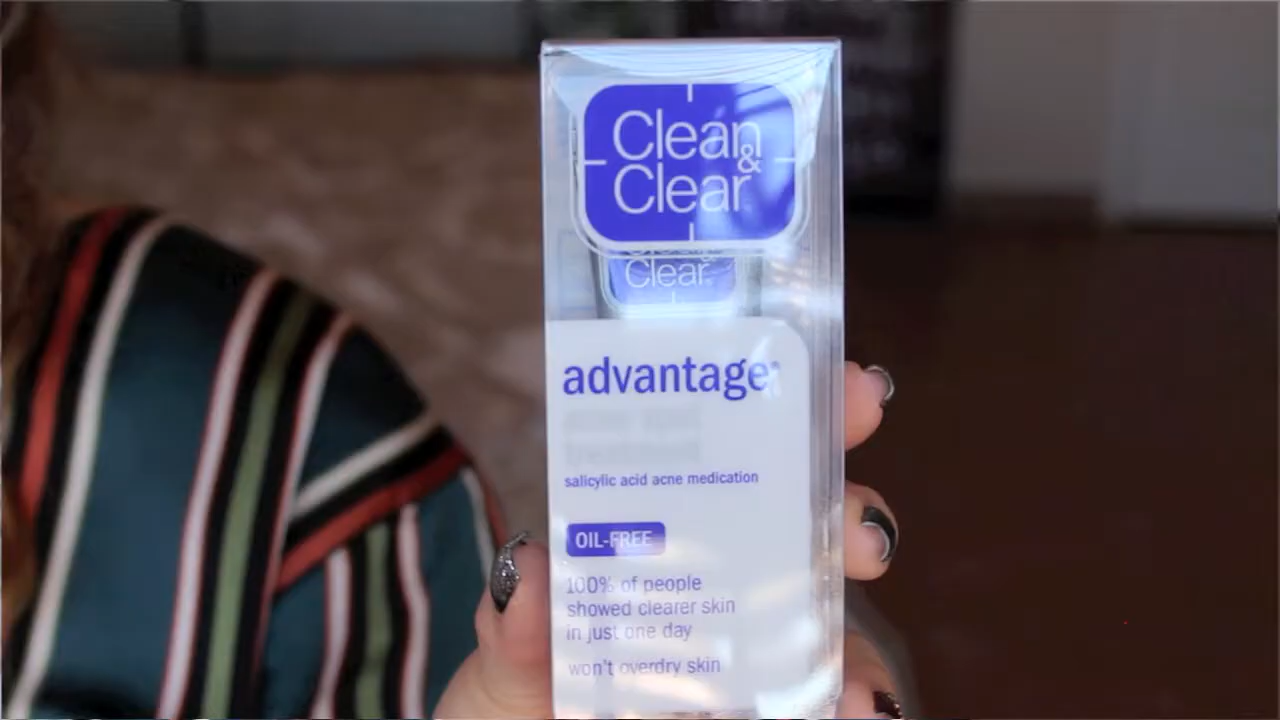 Clean
&
Clear
Clear
advantage
salicylic acid acne medication
OIL-FREE
100% of people
showed clearer skin
in just one day
won't overdry skin